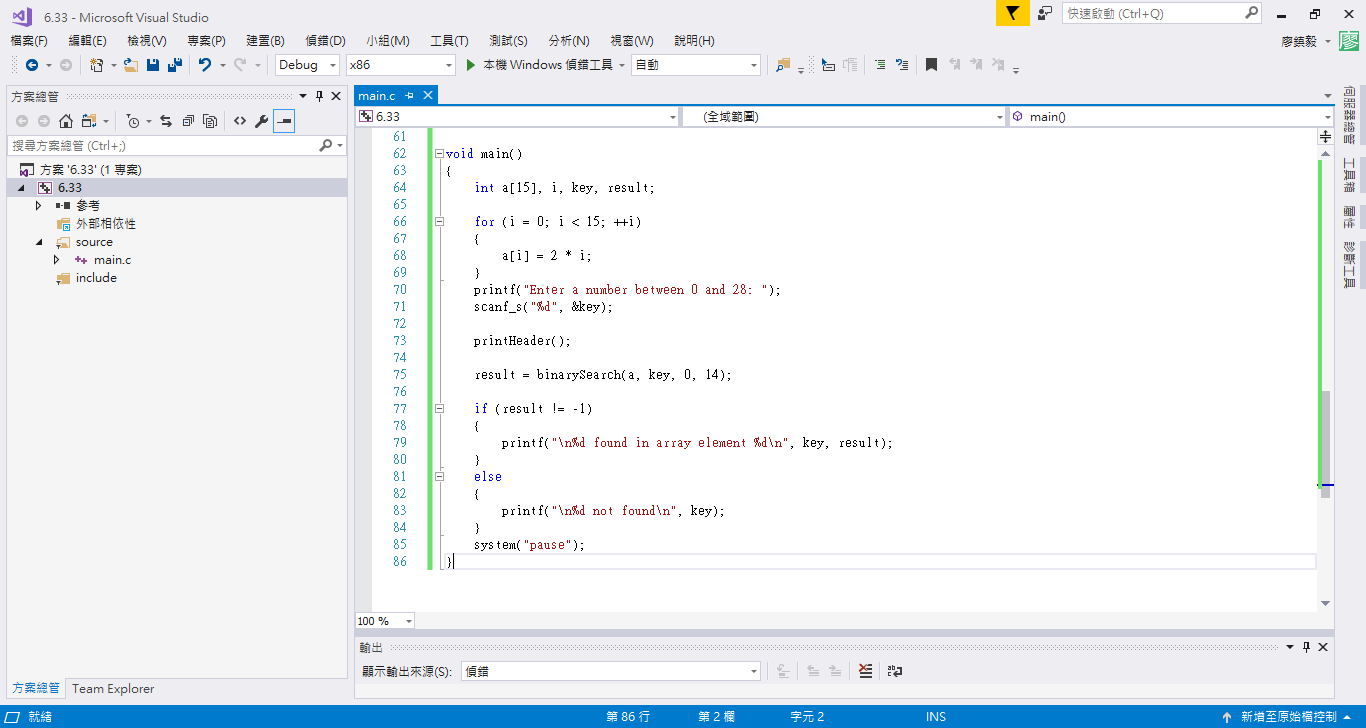 6.33 - Microsoft Visual Studio
快速啟動 (Ctrl+Q)
檔案(F) 編輯(E) 檢視(V) 專案(P) 建置(B) 偵錯(D) 小組(M) 工具(T) 測試(S) 分析(N) 視窗(W) 說明(H)
廖鎮毅 廖
Debug x86 本機 Windows 偵錯工具 自動
方案總管
搜尋方案總管 (Ctrl+;)
方案 '6.33' (1 專案)
6.33
參考
外部相依性
source
main.c
include
方案總管 Team Explorer
main.c
6.33 (全域範圍) main()
61
62 void main()
63 {
64 int a[15], i, key, result;
65
66 for (i = 0; i < 15; ++i)
67 {
68 a[i] = 2 * i;
69 }
70 printf("Enter a number between 0 and 28: ");
71 scanf_s("%d", &key);
72
73 printHeader();
74
75 result = binarySearch(a, key, 0, 14);
76
77 if (result != -1)
78 {
79 printf("\n%d found in array element %d\n", key, result);
80 }
81 else
82 {
83 printf("\n%d not found\n", key);
84 }
85 system("pause");
86 }
100 %
輸出
顯示輸出來源(S): 偵錯
伺服器總管
工具箱
屬性
診斷工具
就緒 第 86 行 第 2 欄 字元 2 INS 新增至原始檔控制